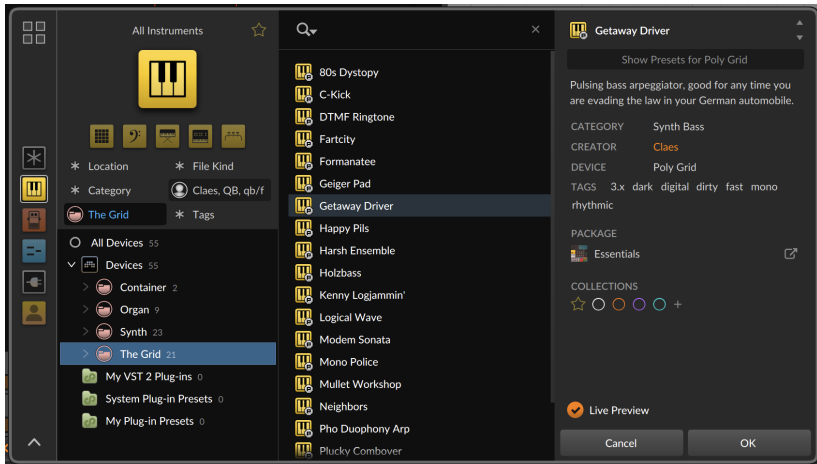 All Instruments
Location
File Kind
Category
Claes, QB, qb/f
The Grid
Tags
All Devices 55
Devices 55
Container 2
Organ 9
Synth 23
The Grid 21
My VST 2 Plug-ins 0
System Plug-in Presets 0
My Plug-in Presets 0
80s Dystopy
C-Kick
DTMF Ringtone
Fartcity
Formanatee
Geiger Pad
Getaway Driver
Happy Pils
Harsh Ensemble
Holzbass
Kenny Logjammin'
Logical Wave
Modem Sonata
Mono Police
Mullet Workshop
Neighbors
Pho Duophony Arp
Plucky Combover
Getaway Driver
Show Presets for Poly Grid
Pulsing bass arpeggiator, good for any time you
are evading the law in your German automobile.
CATEGORY Synth Bass
CREATOR Claes
DEVICE Poly Grid
TAGS 3.x dark digital dirty fast mono
rhythmic
PACKAGE
Essentials
COLLECTIONS
Live Preview
Cancel
OK